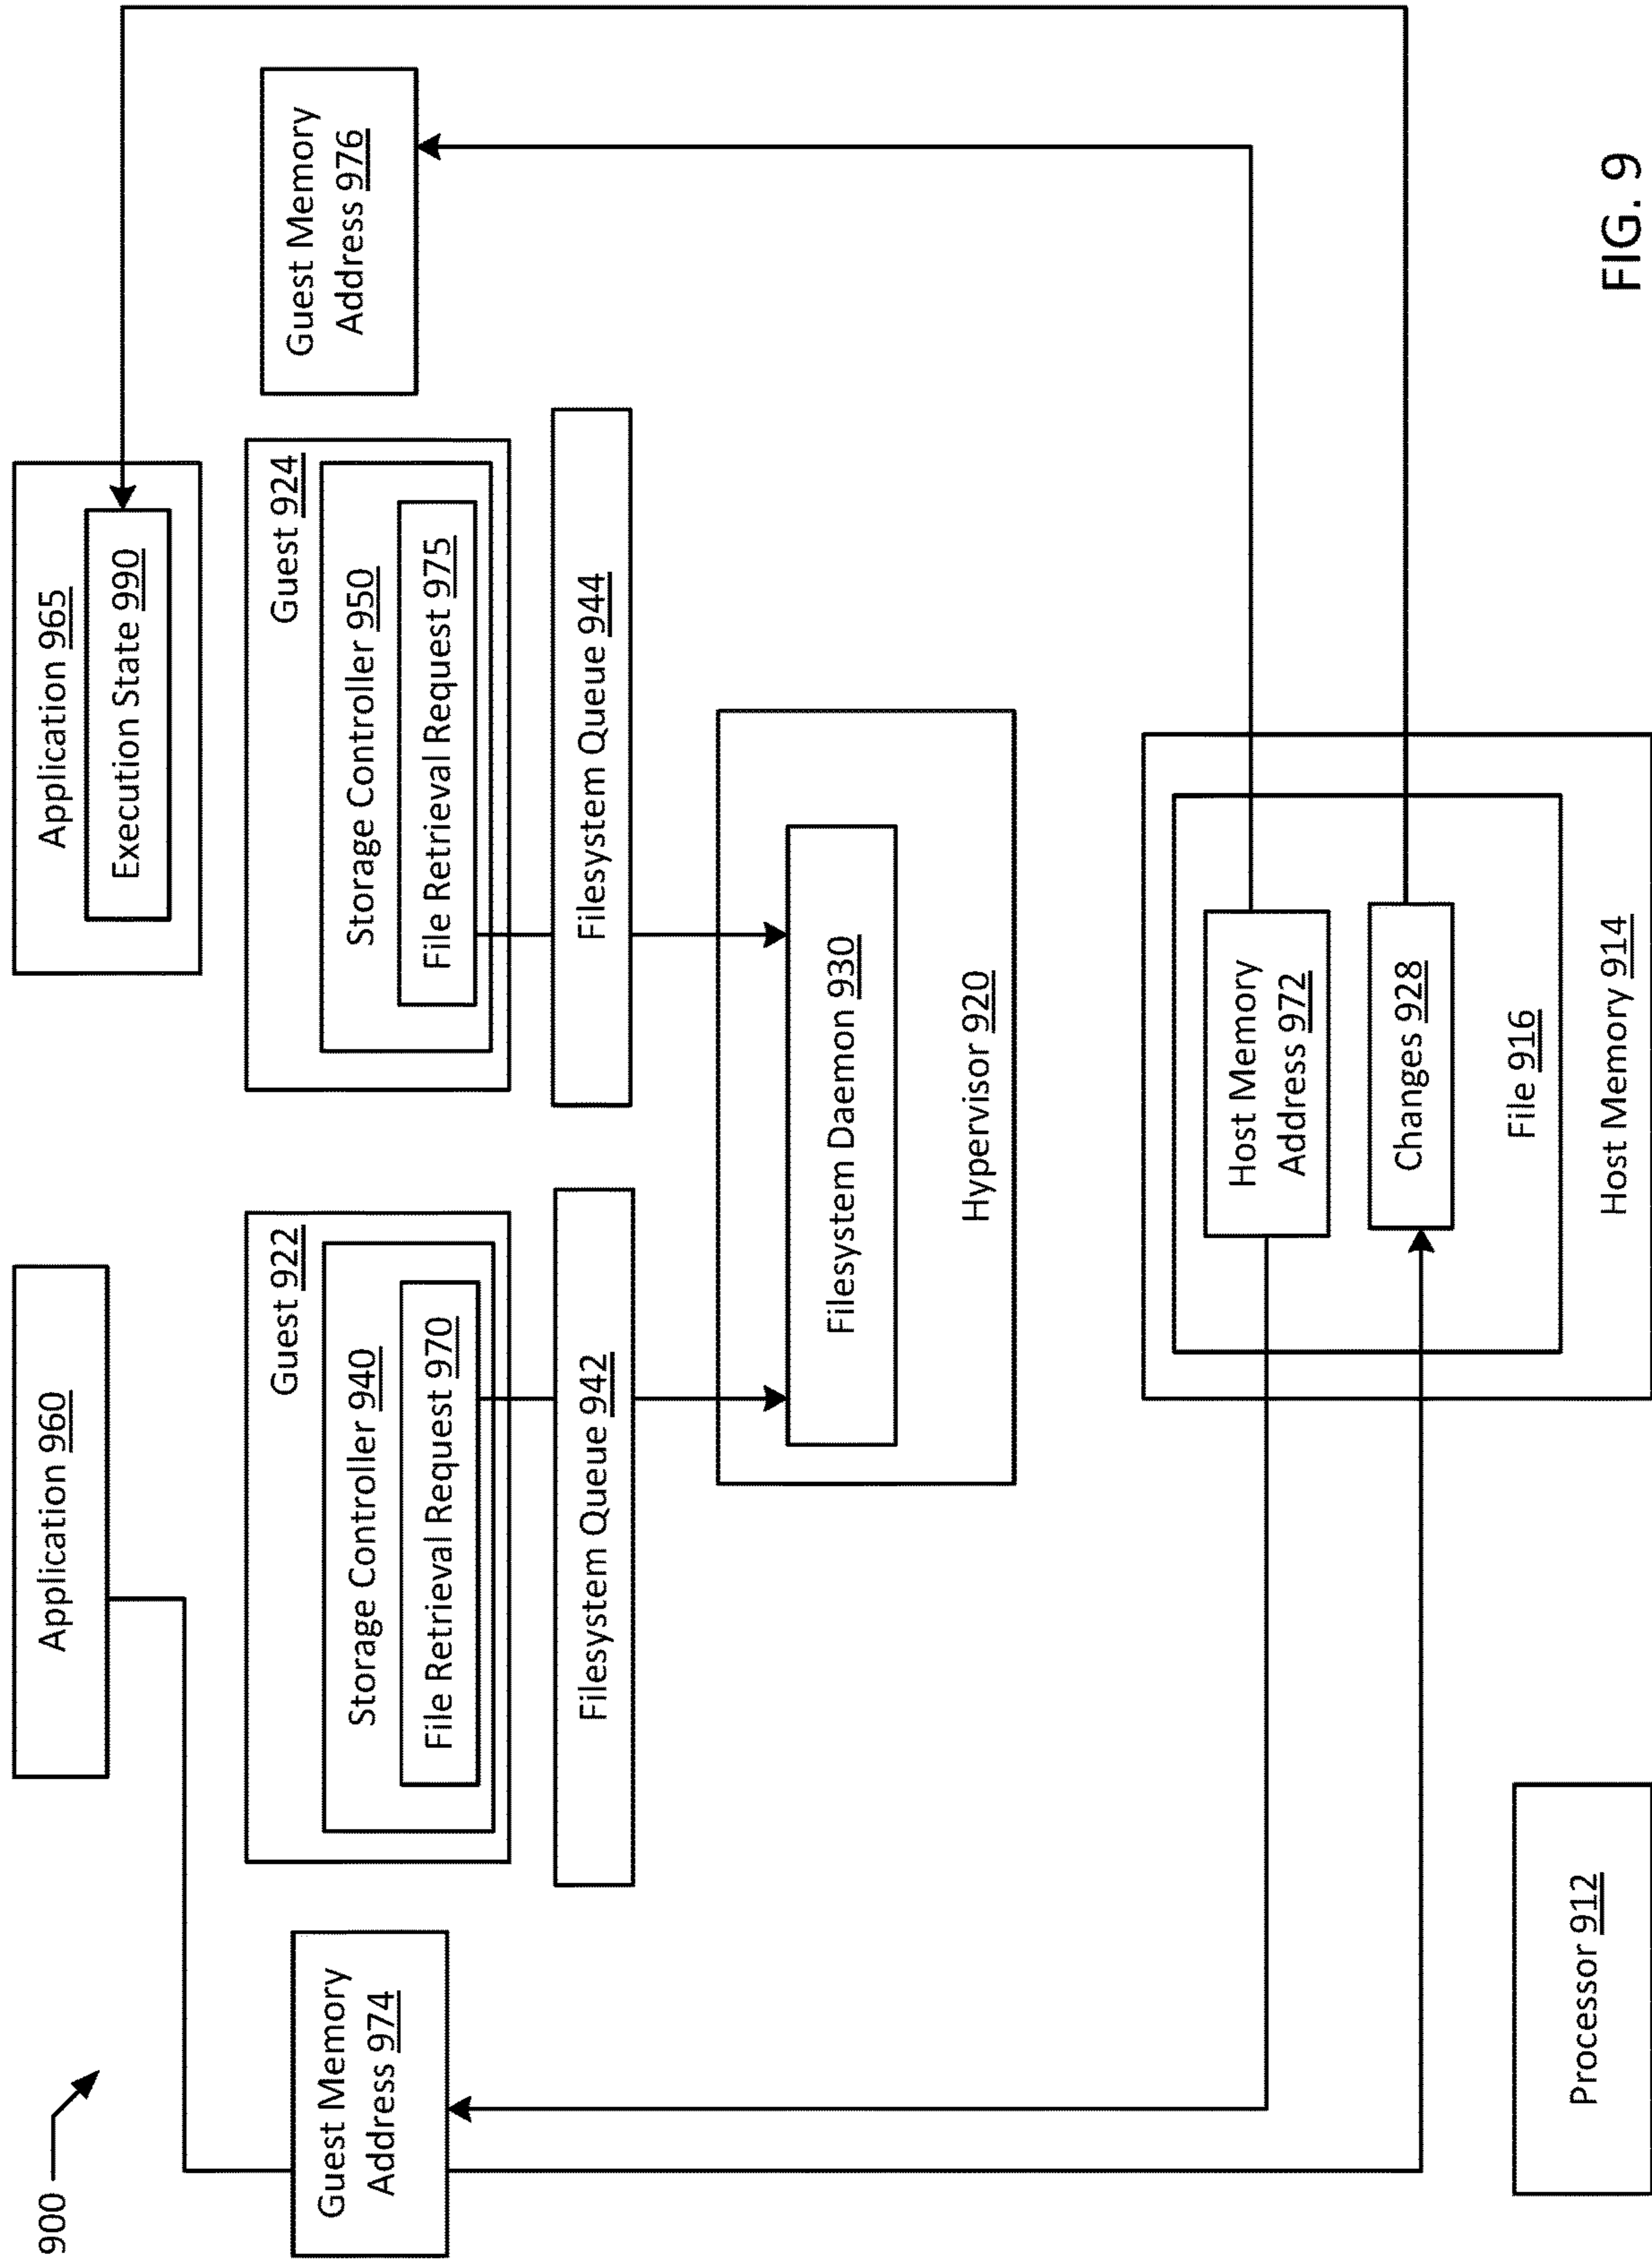 900
Application 960
Application 965
Execution State 990
Guest Memory
Address 974
Guest 922
Storage Controller 940
File Retrieval Request 970
Guest 924
Storage Controller 950
File Retrieval Request 975
Guest Memory
Address 976
Filesystem Queue 942
Filesystem Queue 944
Filesystem Daemon 930
Hypervisor 920
Host Memory
Address 972
Changes 928
File 916
Host Memory 914
Processor 912
FIG. 9